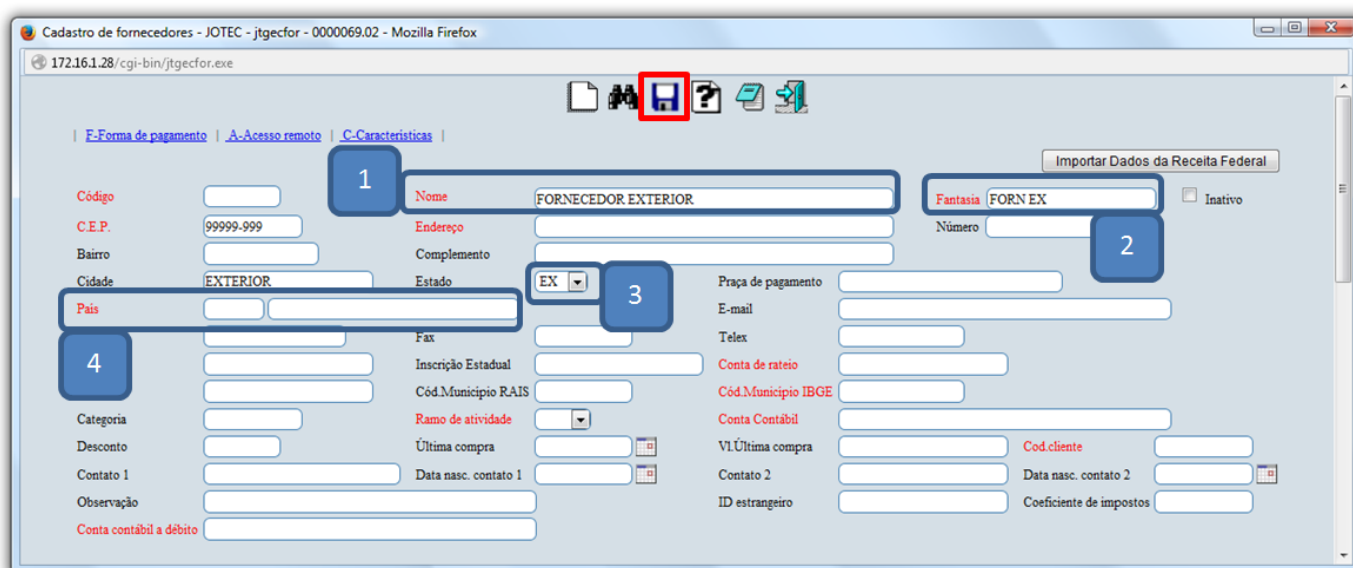 Cadastro de fornecedores - JOTEC - jtgecfor - 0000069.02 - Mozilla Firefox
172.16.1.28/cgi-bin/jtgecfor.exe
| F-Forma de pagamento | A-Acesso remoto | C-Características |
Importar Dados da Receita Federal
1
Código Nome FORNECEDOR EXTERIOR Fantasia FORN EX Inativo
C.E.P. 99999-999 Endereço Número
2
Bairro Complemento
Cidade EXTERIOR Estado EX Praça de pagamento
3
País E-mail
Fax Telex
4
Inscrição Estadual Conta de rateio
Cód.Município RAIS Cód.Município IBGE
Categoria Ramo de atividade Conta Contábil
Desconto Última compra Vl.Última compra Cod.cliente
Contato 1 Data nasc. contato 1 Contato 2 Data nasc. contato 2
Observação ID estrangeiro Coeficiente de impostos
Conta contábil a débito